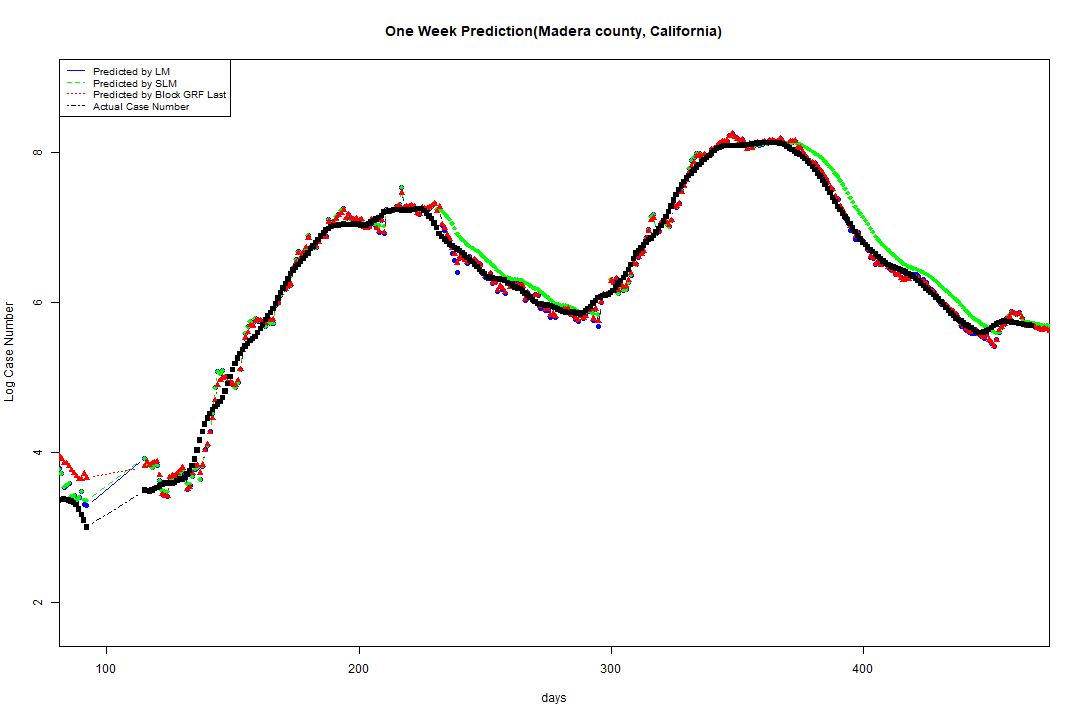 One Week Prediction(Madera county, California)
Predicted by LM
Predicted by SLM
Predicted by Block GRF Last
Actual Case Number
8
6
4
2
Log Case Number
100 200 300 400
days